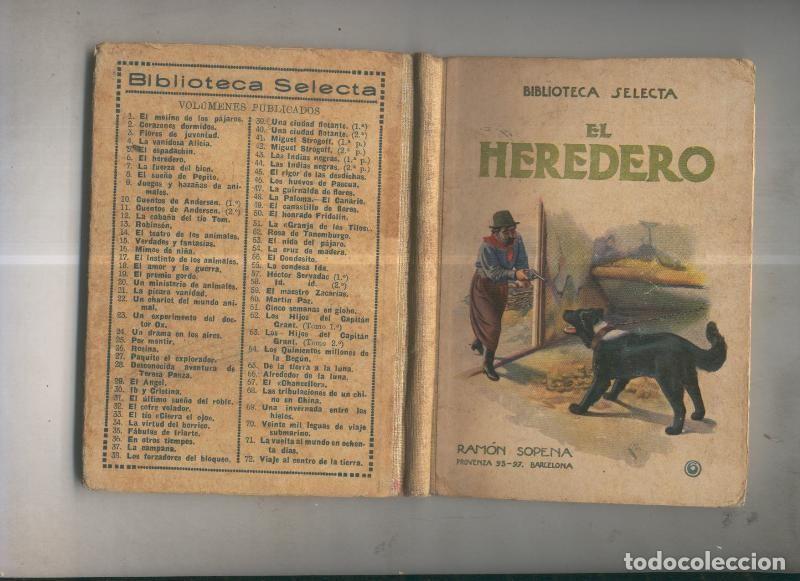 Biblioteca Selecta
VOLÚMENES PUBLICADOS
1. El molino de los pájaros.
2. Corazones dormidos.
3. Flores de juventud.
4. La vanidosa Alicia.
5. El espadachín.
6. El heredero.
7. La fuerza del bien.
8. El sueño de Pepito.
9. Juegos y hazañas de ani-
males.
10. Cuentos de Andersen. (1.º)
11. Cuentos de Andersen. (2.º)
12. La cabaña del tío Tom.
13. Robinsón.
14. El teatro de los animales.
15. Verdades y fantasías.
16. Mimos de niña.
17. El instinto de los animales.
18. El amor y la guerra.
19. El premio gordo.
20. Un ministerio de animales.
21. La pícara vanidad.
22. Un charlot del mundo ani-
mal.
23. Un experimento del doc-
tor Ox.
24. Un drama en los aires.
25. Por mentir.
26. Rosina.
27. Paquito el explorador.
28. Desconocida aventura de
Teresa Panza.
29. El Angel.
30. Ib y Cristina.
31. El último sueño del roble.
32. El cofre volador.
33. El tío «Cierra el ojo».
34. La virtud del borrico.
35. Fábulas de Iriarte.
36. En otros tiempos.
37. La campana.
38. Los forzadores del bloqueo.
39. Una ciudad flotante. (1.ª)
40. Una ciudad flotante. (2.ª)
41. Miguel Strogoff. (1.ª p.)
42. Miguel Strogoff. (2.ª p.)
43. Las Indias negras. (1.ª p.)
44. Las Indias negras. (2.ª p.)
45. El rigor de las desdichas.
46. Los huevos de Pascua.
47. La guirnalda de flores.
48. La Paloma.—El Canario.
49. El canastillo de flores.
50. El honrado Fridolín.
51. La «Granja de los Tilos».
52. Rosa de Tanemburgo.
53. El nido del pájaro.
54. La cruz de madera.
55. El Condesito.
56. La condesa Ida.
57. Héctor Servadac (1.º)
58. Id. id. (2.º)
59. El maestro Zacarías.
60. Martín Paz.
61. Cinco semanas en globo.
62. Los Hijos del Capitán
Grant. (Tomo 1.º)
63. Los Hijos del Capitán
Grant. (Tomo 2.º)
64. Los Quinientos millones de
la Begún.
65. De la tierra a la luna.
66. Alrededor de la luna.
67. El «Chancellor».
68. Las tribulaciones de un chi-
no en China.
69. Una invernada entre los
hielos.
70. Veinte mil leguas de viaje
submarino.
71. La vuelta al mundo en ochen-
ta días.
72. Viaje al centro de la tierra.
BIBLIOTECA SELECTA
EL
HEREDERO
RAMÓN SOPENA
PROVENZA 93-97. BARCELONA
todocoleccion